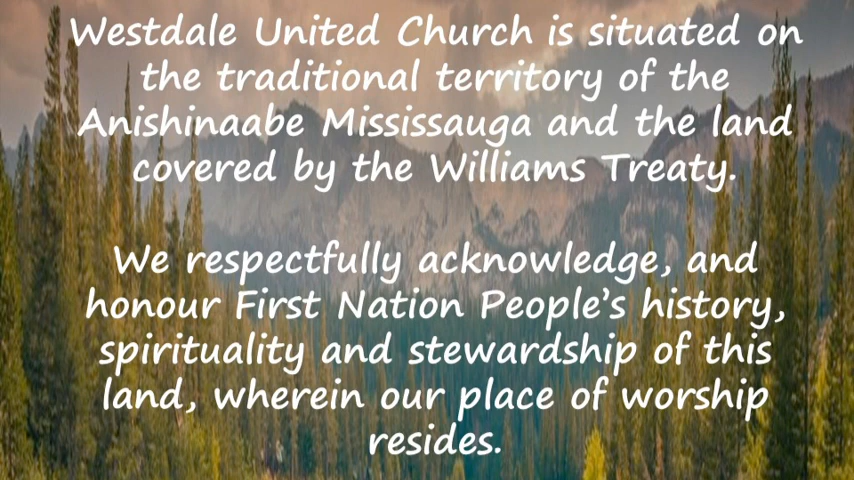 Westdale United Church is situated on
the traditional territory of the
Anishinaabe Mississauga and the land
covered by the Williams Treaty.
We respectfully acknowledge, and
honour First Nation People's history,
spirituality and stewardship of this
land, wherein our place of worship
resides.